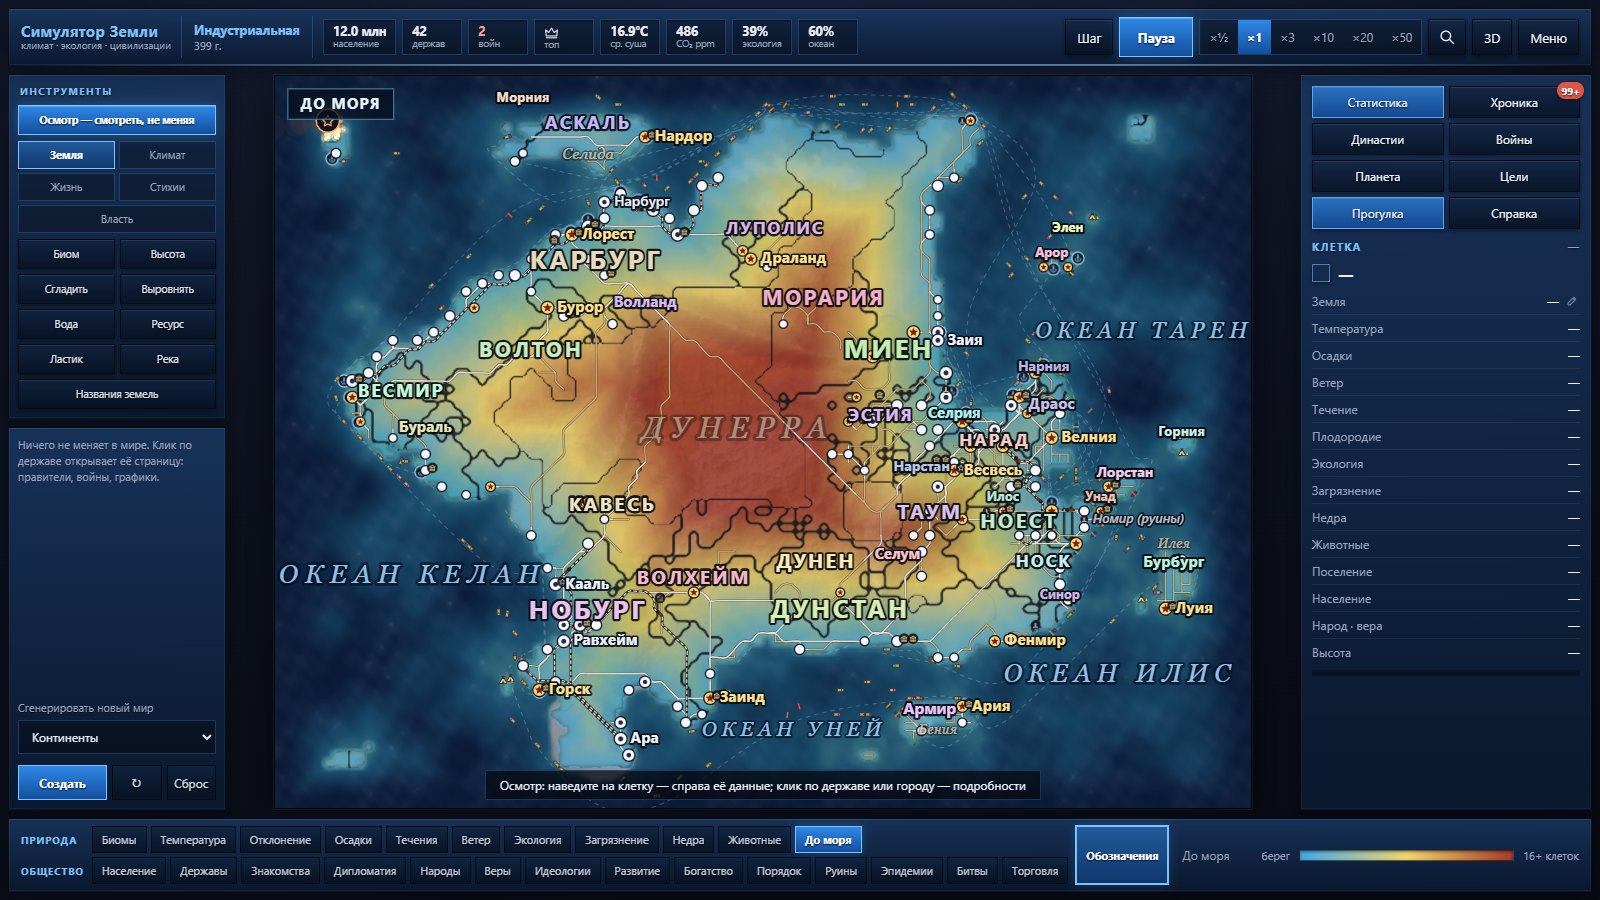 Симулятор Земли
климат · экология · цивилизации
Индустриальная
399 г.
12.0 млн
население
42
держав
2
войн
топ
16.9°C
ср. суша
486
CO₂ ppm
39%
экология
60%
океан
Шаг
Пауза
×½
×1
×3
×10
×20
×50
3D
Меню
ИНСТРУМЕНТЫ
Осмотр — смотреть, не меняя
Земля
Климат
Жизнь
Стихии
Власть
Биом
Высота
Сгладить
Выровнять
Вода
Ресурс
Ластик
Река
Названия земель
Ничего не меняет в мире. Клик по
державе открывает её страницу:
правители, войны, графики.
Сгенерировать новый мир
Континенты
Создать
↻
Сброс
ДО МОРЯ
Морния
АСКАЛЬ
Нардор
Селида
Нарбург
Лорест
ЛУПОЛИС
КАРБУРГ
Драланд
Элен
Арор
Бурор
Волланд
МОРАРИЯ
ОКЕАН ТАРЕН
ВОЛТОН
МИЕН
Заия
Нарния
ВЕСМИР
Драос
ЭСТИЯ
Селрия
Бураль
ДУНЕРРА
НАРАД
Велния
Горния
Нарстан
Весвесь
Лорстан
КАВЕСЬ
Илос
Унад
ТАУМ
НОЕСТ
Номир (руины)
Илея
ДУНЕН
Селум
НОСК
Бурбург
ОКЕАН КЕЛАН
Кааль
ВОЛХЕЙМ
Синор
НОБУРГ
ДУНСТАН
Луия
Равхейм
Фенмир
ОКЕАН ИЛИС
Горск
Заинд
Армир
Ария
ОКЕАН УНЕЙ
Бения
Ара
Осмотр: наведите на клетку — справа её данные; клик по державе или городу — подробности
Статистика
Хроника
99+
Династии
Войны
Планета
Цели
Прогулка
Справка
КЛЕТКА —
—
Земля —
Температура —
Осадки —
Ветер —
Течение —
Плодородие —
Экология —
Загрязнение —
Недра —
Животные —
Поселение —
Население —
Народ · вера —
Высота —
ПРИРОДА
Биомы
Температура
Отклонение
Осадки
Течения
Ветер
Экология
Загрязнение
Недра
Животные
До моря
ОБЩЕСТВО
Население
Державы
Знакомства
Дипломатия
Народы
Веры
Идеологии
Развитие
Богатство
Порядок
Руины
Эпидемии
Битвы
Торговля
Обозначения
До моря
берег
16+ клеток